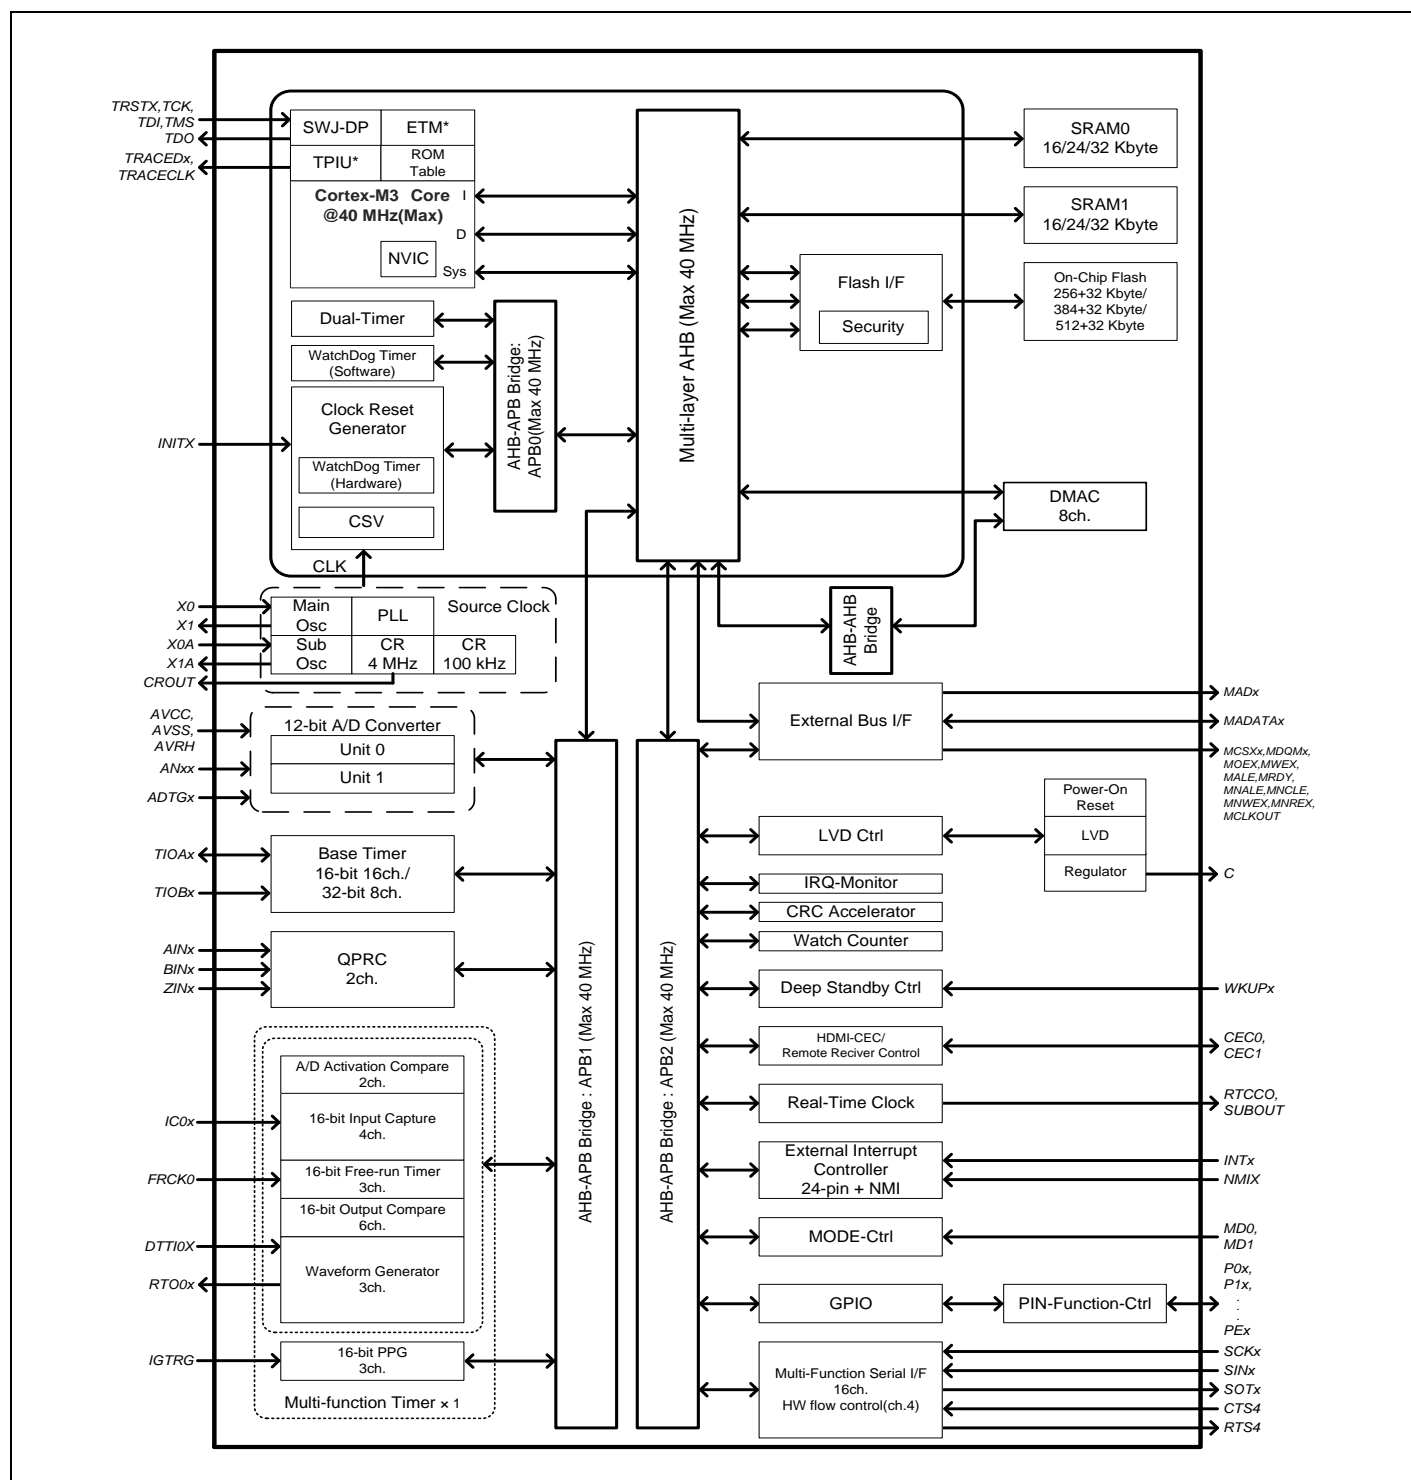 TRSTX,TCK,
TDI,TMS
TDO
TRACEDx,
TRACECLK
SWJ-DP
ETM*
TPIU*
ROM
Table
Cortex-M3 Core
@40 MHz(Max)
I
D
NVIC
Sys
Dual-Timer
WatchDog Timer
(Software)
Clock Reset
Generator
WatchDog Timer
(Hardware)
CSV
INITX
AHB-APB Bridge:
APB0(Max 40 MHz)
Multi-layer AHB (Max 40 MHz)
SRAM0
16/24/32 Kbyte
SRAM1
16/24/32 Kbyte
Flash I/F
Security
On-Chip Flash
256+32 Kbyte/
384+32 Kbyte/
512+32 Kbyte
DMAC
8ch.
AHB-AHB
Bridge
CLK
X0
X1
X0A
X1A
CROUT
Main
Osc
PLL
Source Clock
Sub
Osc
CR
4 MHz
CR
100 kHz
AVCC,
AVSS,
AVRH
ANxx
ADTGx
12-bit A/D Converter
Unit 0
Unit 1
TIOAx
TIOBx
Base Timer
16-bit 16ch./
32-bit 8ch.
AINx
BINx
ZINx
QPRC
2ch.
A/D Activation Compare
2ch.
IC0x
16-bit Input Capture
4ch.
FRCK0
16-bit Free-run Timer
3ch.
16-bit Output Compare
6ch.
DTTI0X
RTO0x
Waveform Generator
3ch.
IGTRG
16-bit PPG
3ch.
Multi-function Timer × 1
AHB-APB Bridge : APB1 (Max 40 MHz)
AHB-APB Bridge : APB2 (Max 40 MHz)
External Bus I/F
MADx
MADATAx
MCSXx,MDQMx,
MOEX,MWEX,
MALE,MRDY,
MNALE,MNCLE,
MNWEX,MNREX,
MCLKOUT
LVD Ctrl
Power-On
Reset
LVD
Regulator
C
IRQ-Monitor
CRC Accelerator
Watch Counter
Deep Standby Ctrl
WKUPx
HDMI-CEC/
Remote Reciver Control
CEC0,
CEC1
Real-Time Clock
RTCCO,
SUBOUT
External Interrupt
Controller
24-pin + NMI
INTx
NMIX
MODE-Ctrl
MD0,
MD1
GPIO
PIN-Function-Ctrl
P0x,
P1x,
.
.
.
PEx
Multi-Function Serial I/F
16ch.
HW flow control(ch.4)
SCKx
SINx
SOTx
CTS4
RTS4